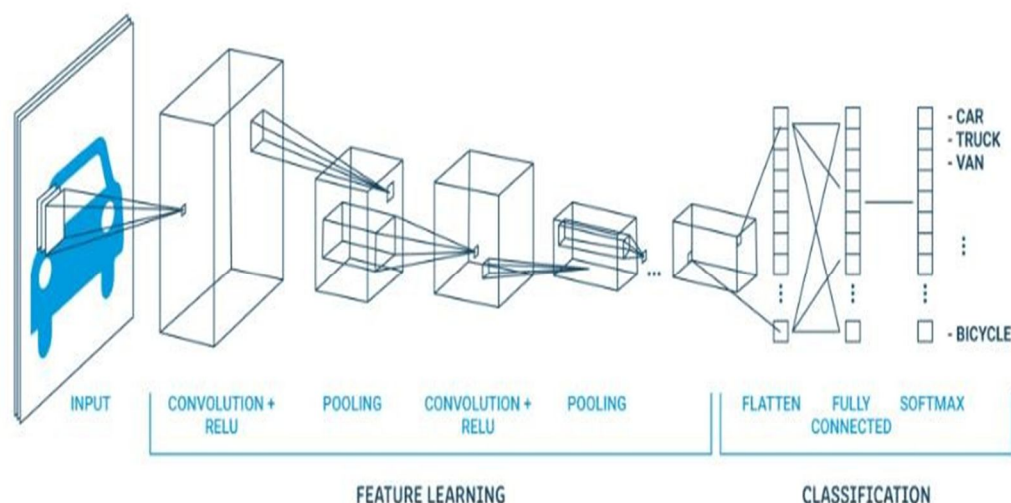 - CAR
- TRUCK
- VAN
- BICYCLE
INPUT
CONVOLUTION +
RELU
POOLING
CONVOLUTION +
RELU
POOLING
FLATTEN
FULLY
CONNECTED
SOFTMAX
FEATURE LEARNING
CLASSIFICATION